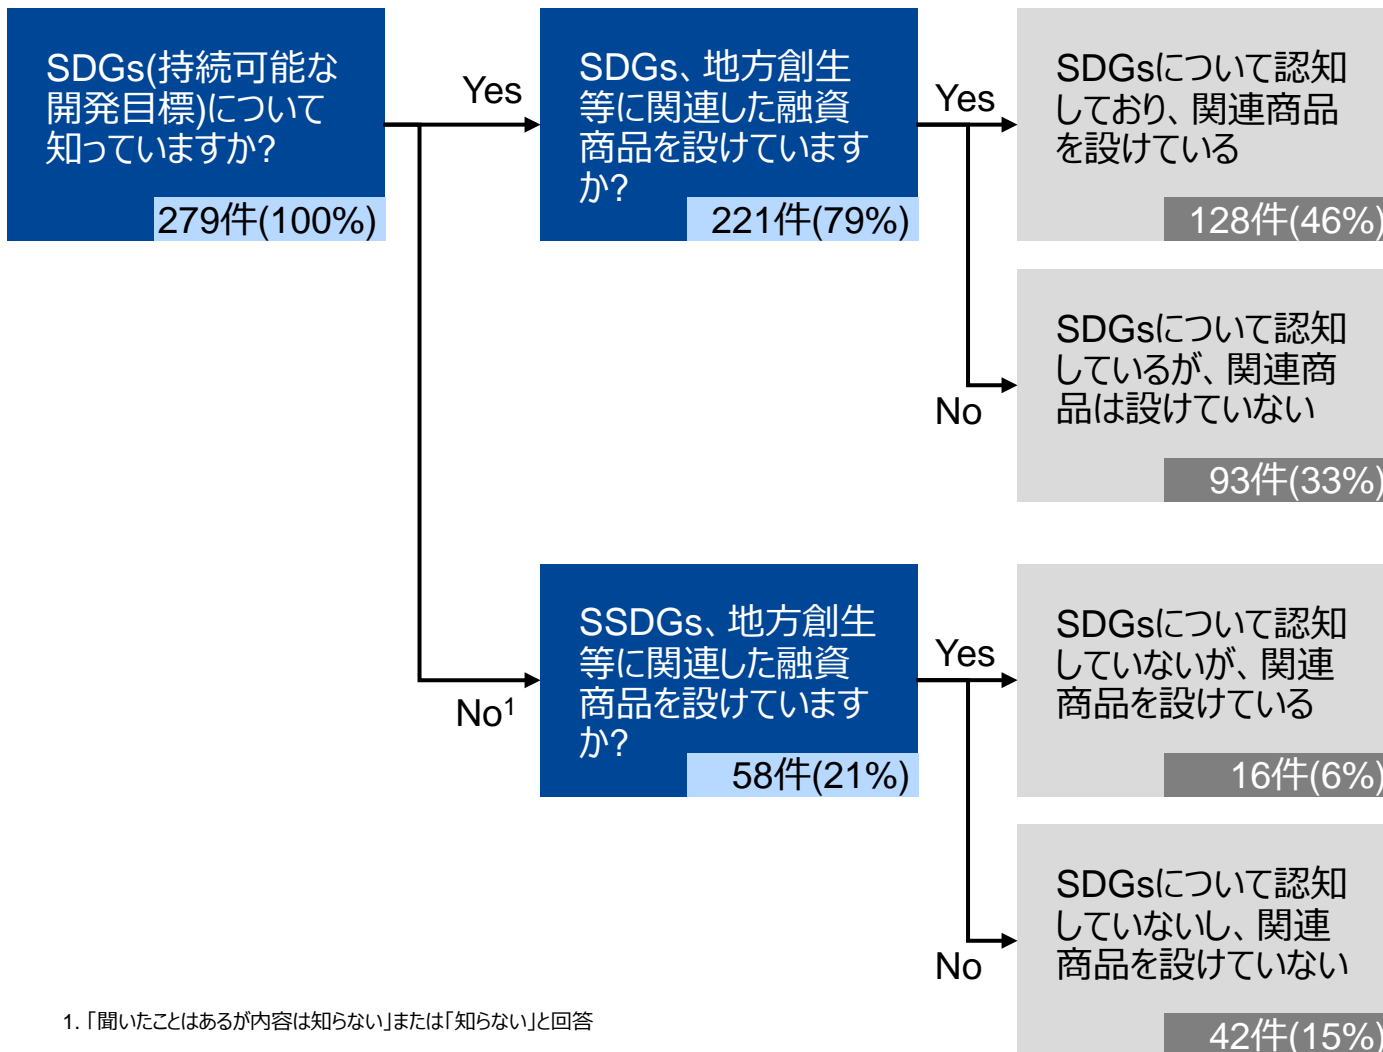 SDGs(持続可能な
開発目標)について
知っていますか?
279件(100%)
Yes
SDGs、地方創生
等に関連した融資
商品を設けています
か?
221件(79%)
Yes
SDGsについて認知
しており、関連商品
を設けている
128件(46%)
No
SDGsについて認知
しているが、関連商
品は設けていない
93件(33%)
No1
SSDGs、地方創生
等に関連した融資
商品を設けています
か?
58件(21%)
Yes
SDGsについて認知
していないが、関連
商品を設けている
16件(6%)
No
SDGsについて認知
していないし、関連
商品を設けていない
42件(15%)
1. 「聞いたことはあるが内容は知らない」または「知らない」と回答